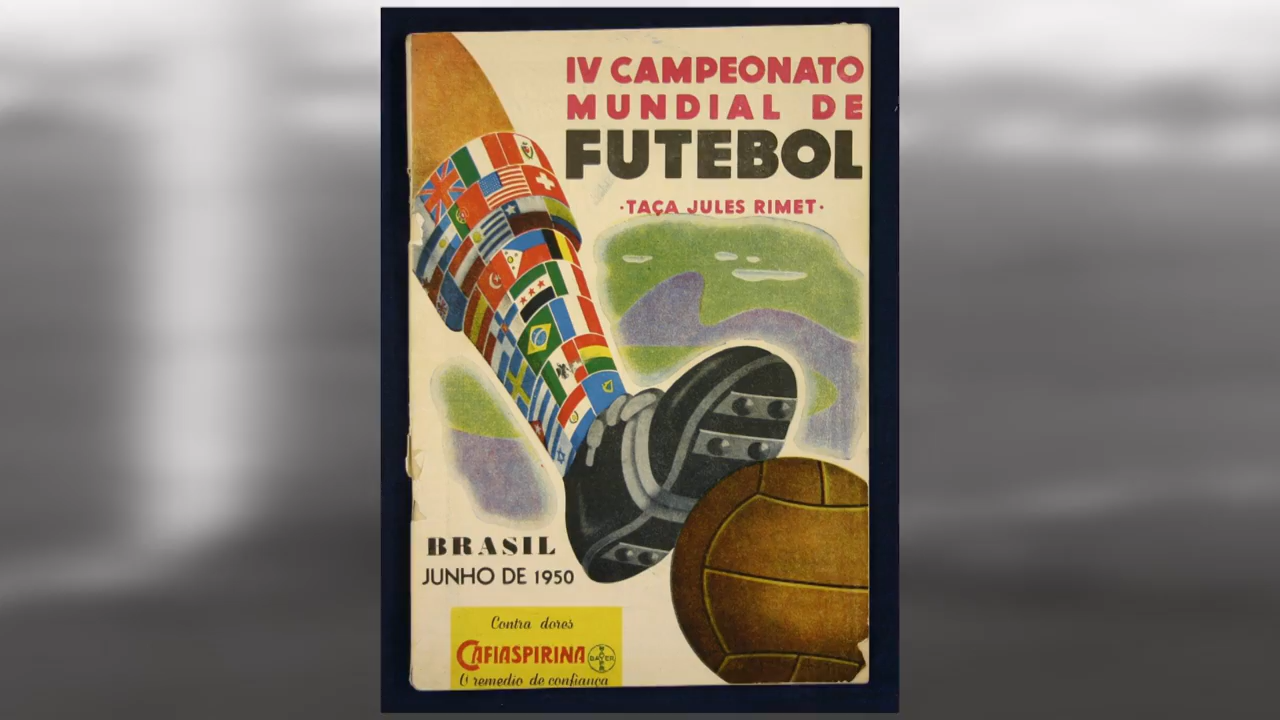 IV CAMPEONATO
MUNDIAL DE
FUTEBOL
·TAÇA JULES RIMET·
BRASIL
JUNHO DE 1950
Contra dores
CAFIASPIRINA BAYER
O remedio de confiança